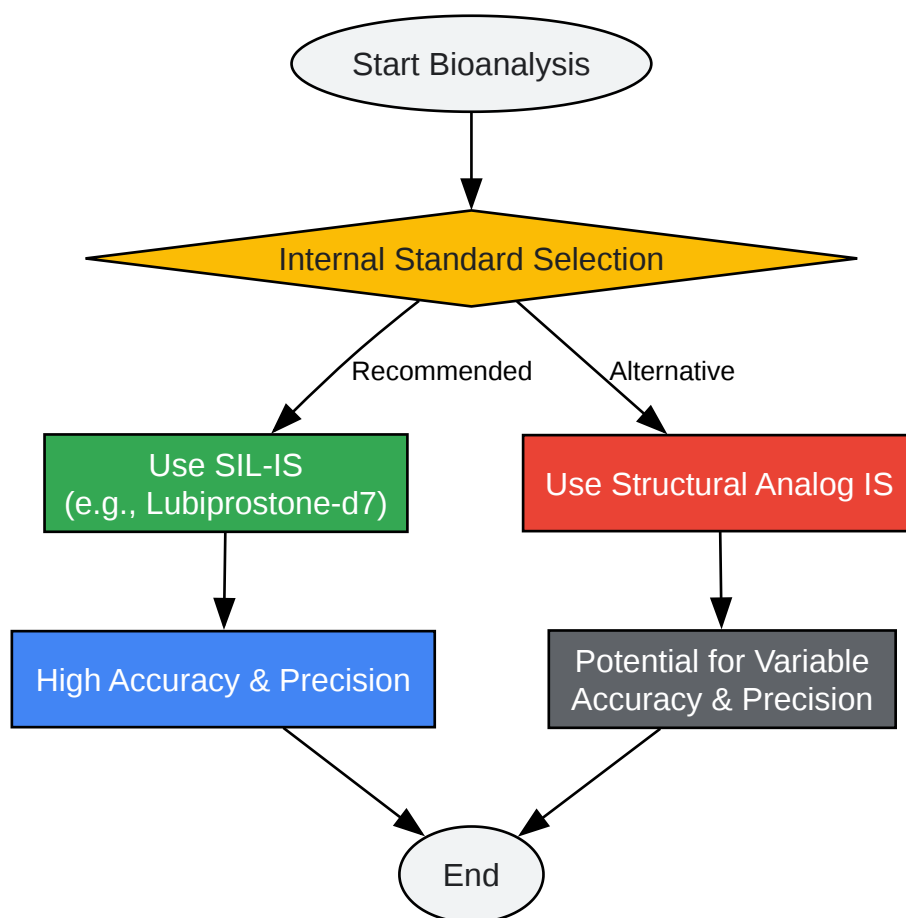 Start Bioanalysis
Internal Standard Selection
Recommended
Alternative
Use SIL-IS
(e.g., Lubiprostone-d7)
Use Structural Analog IS
High Accuracy & Precision
Potential for Variable
Accuracy & Precision
End